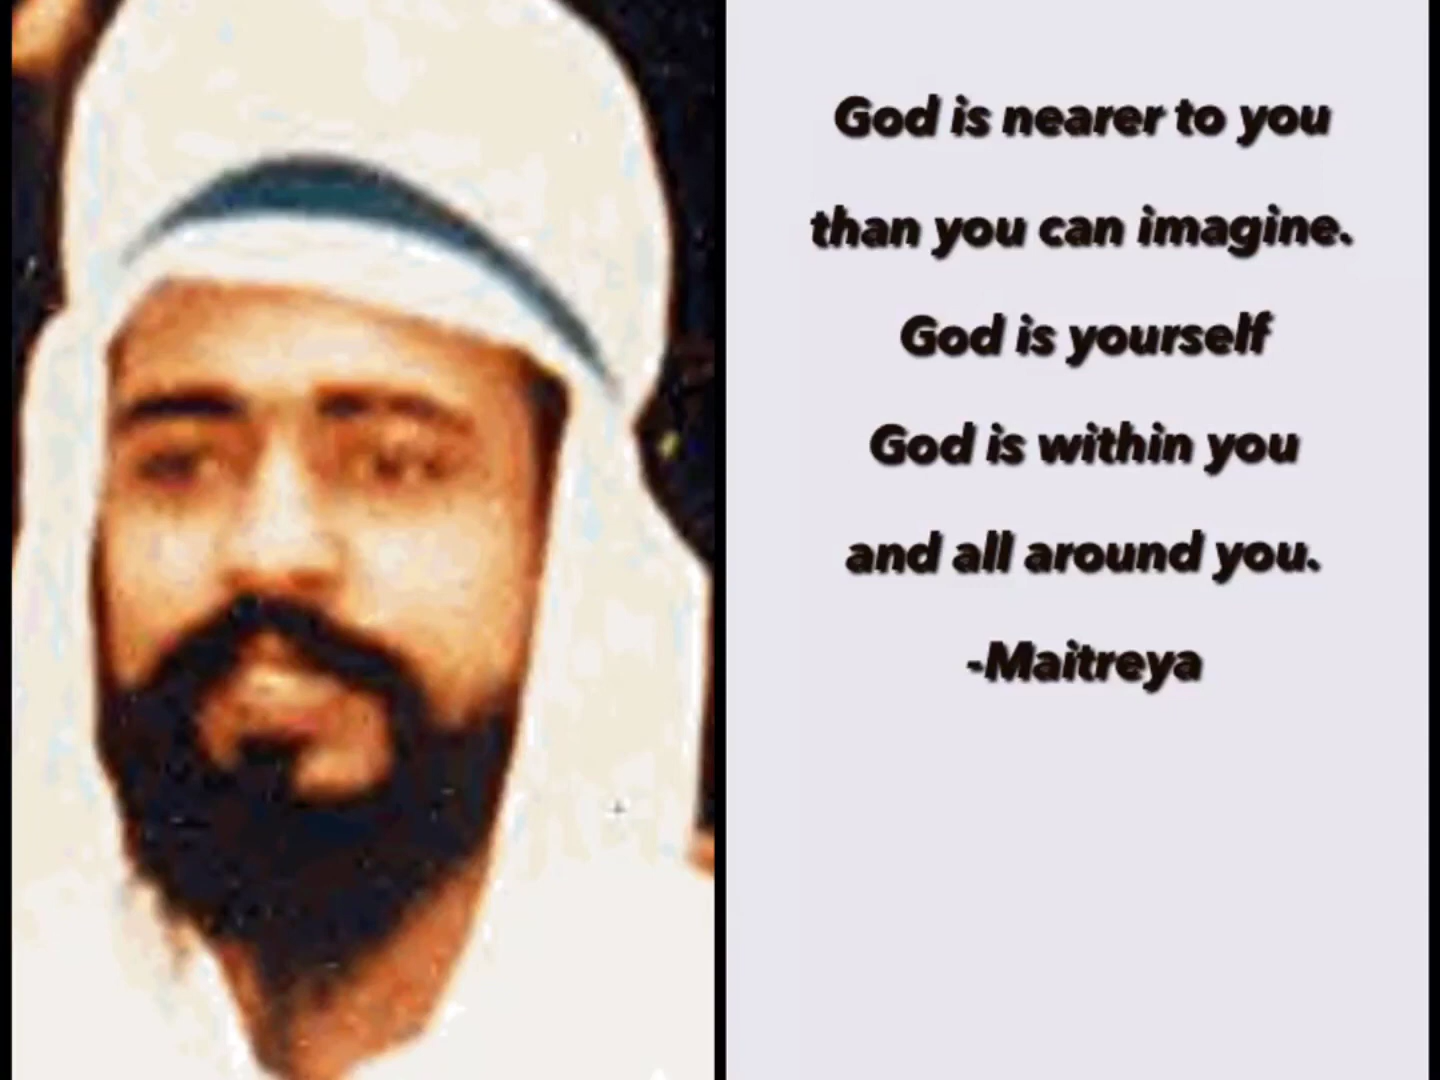 God is nearer to you
than you can imagine.
God is yourself
God is within you
and all around you.
-Maitreya